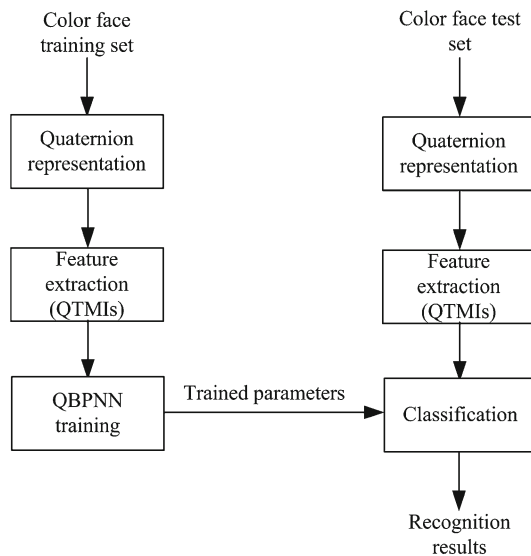 Color face
training set
Quaternion
representation
Feature
extraction
(QTMIs)
QBPNN
training
Trained parameters
Color face test
set
Quaternion
representation
Feature
extraction
(QTMIs)
Classification
Recognition
results